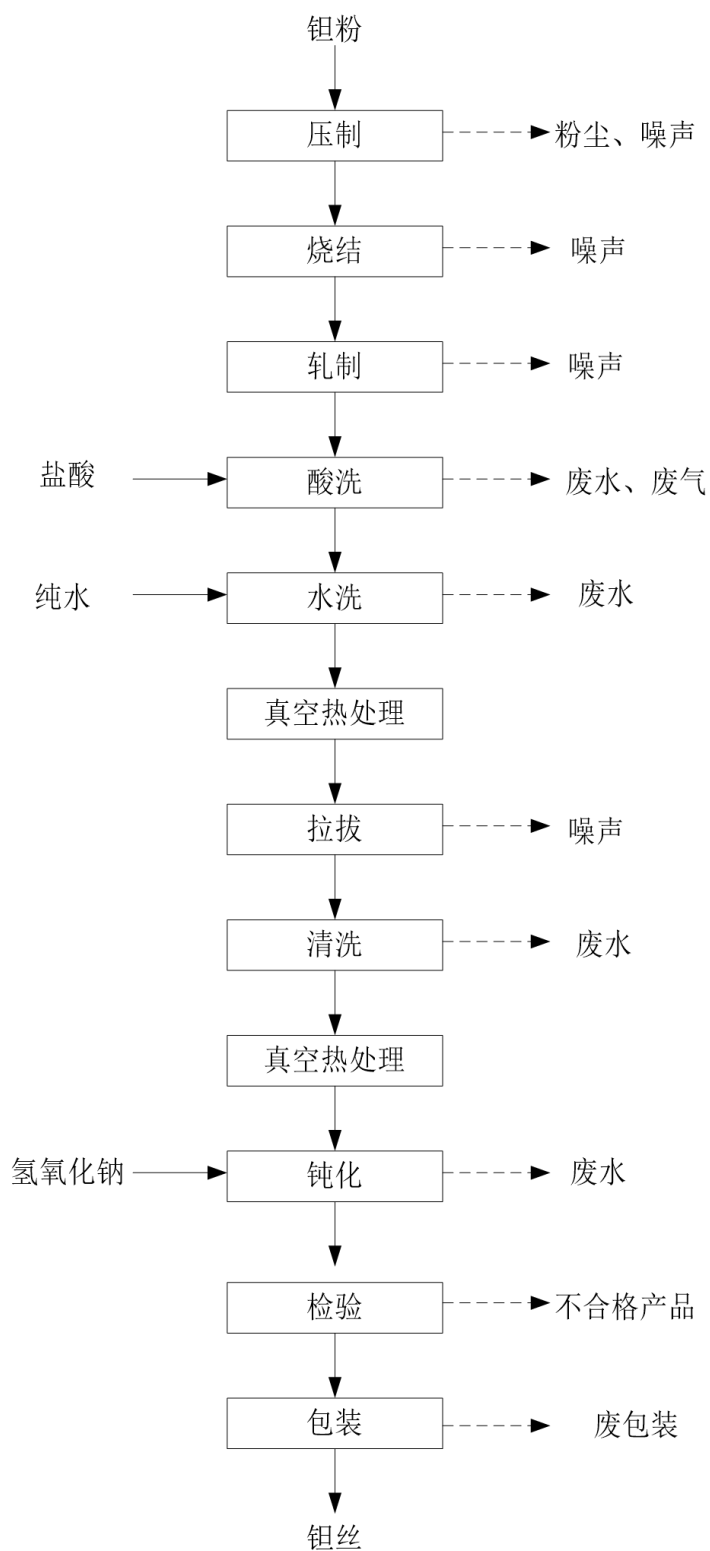 钽粉
压制
粉尘、噪声
烧结
噪声
轧制
噪声
盐酸
酸洗
废水、废气
纯水
水洗
废水
真空热处理
拉拔
噪声
清洗
废水
真空热处理
氢氧化钠
钝化
废水
检验
不合格产品
包装
废包装
钽丝